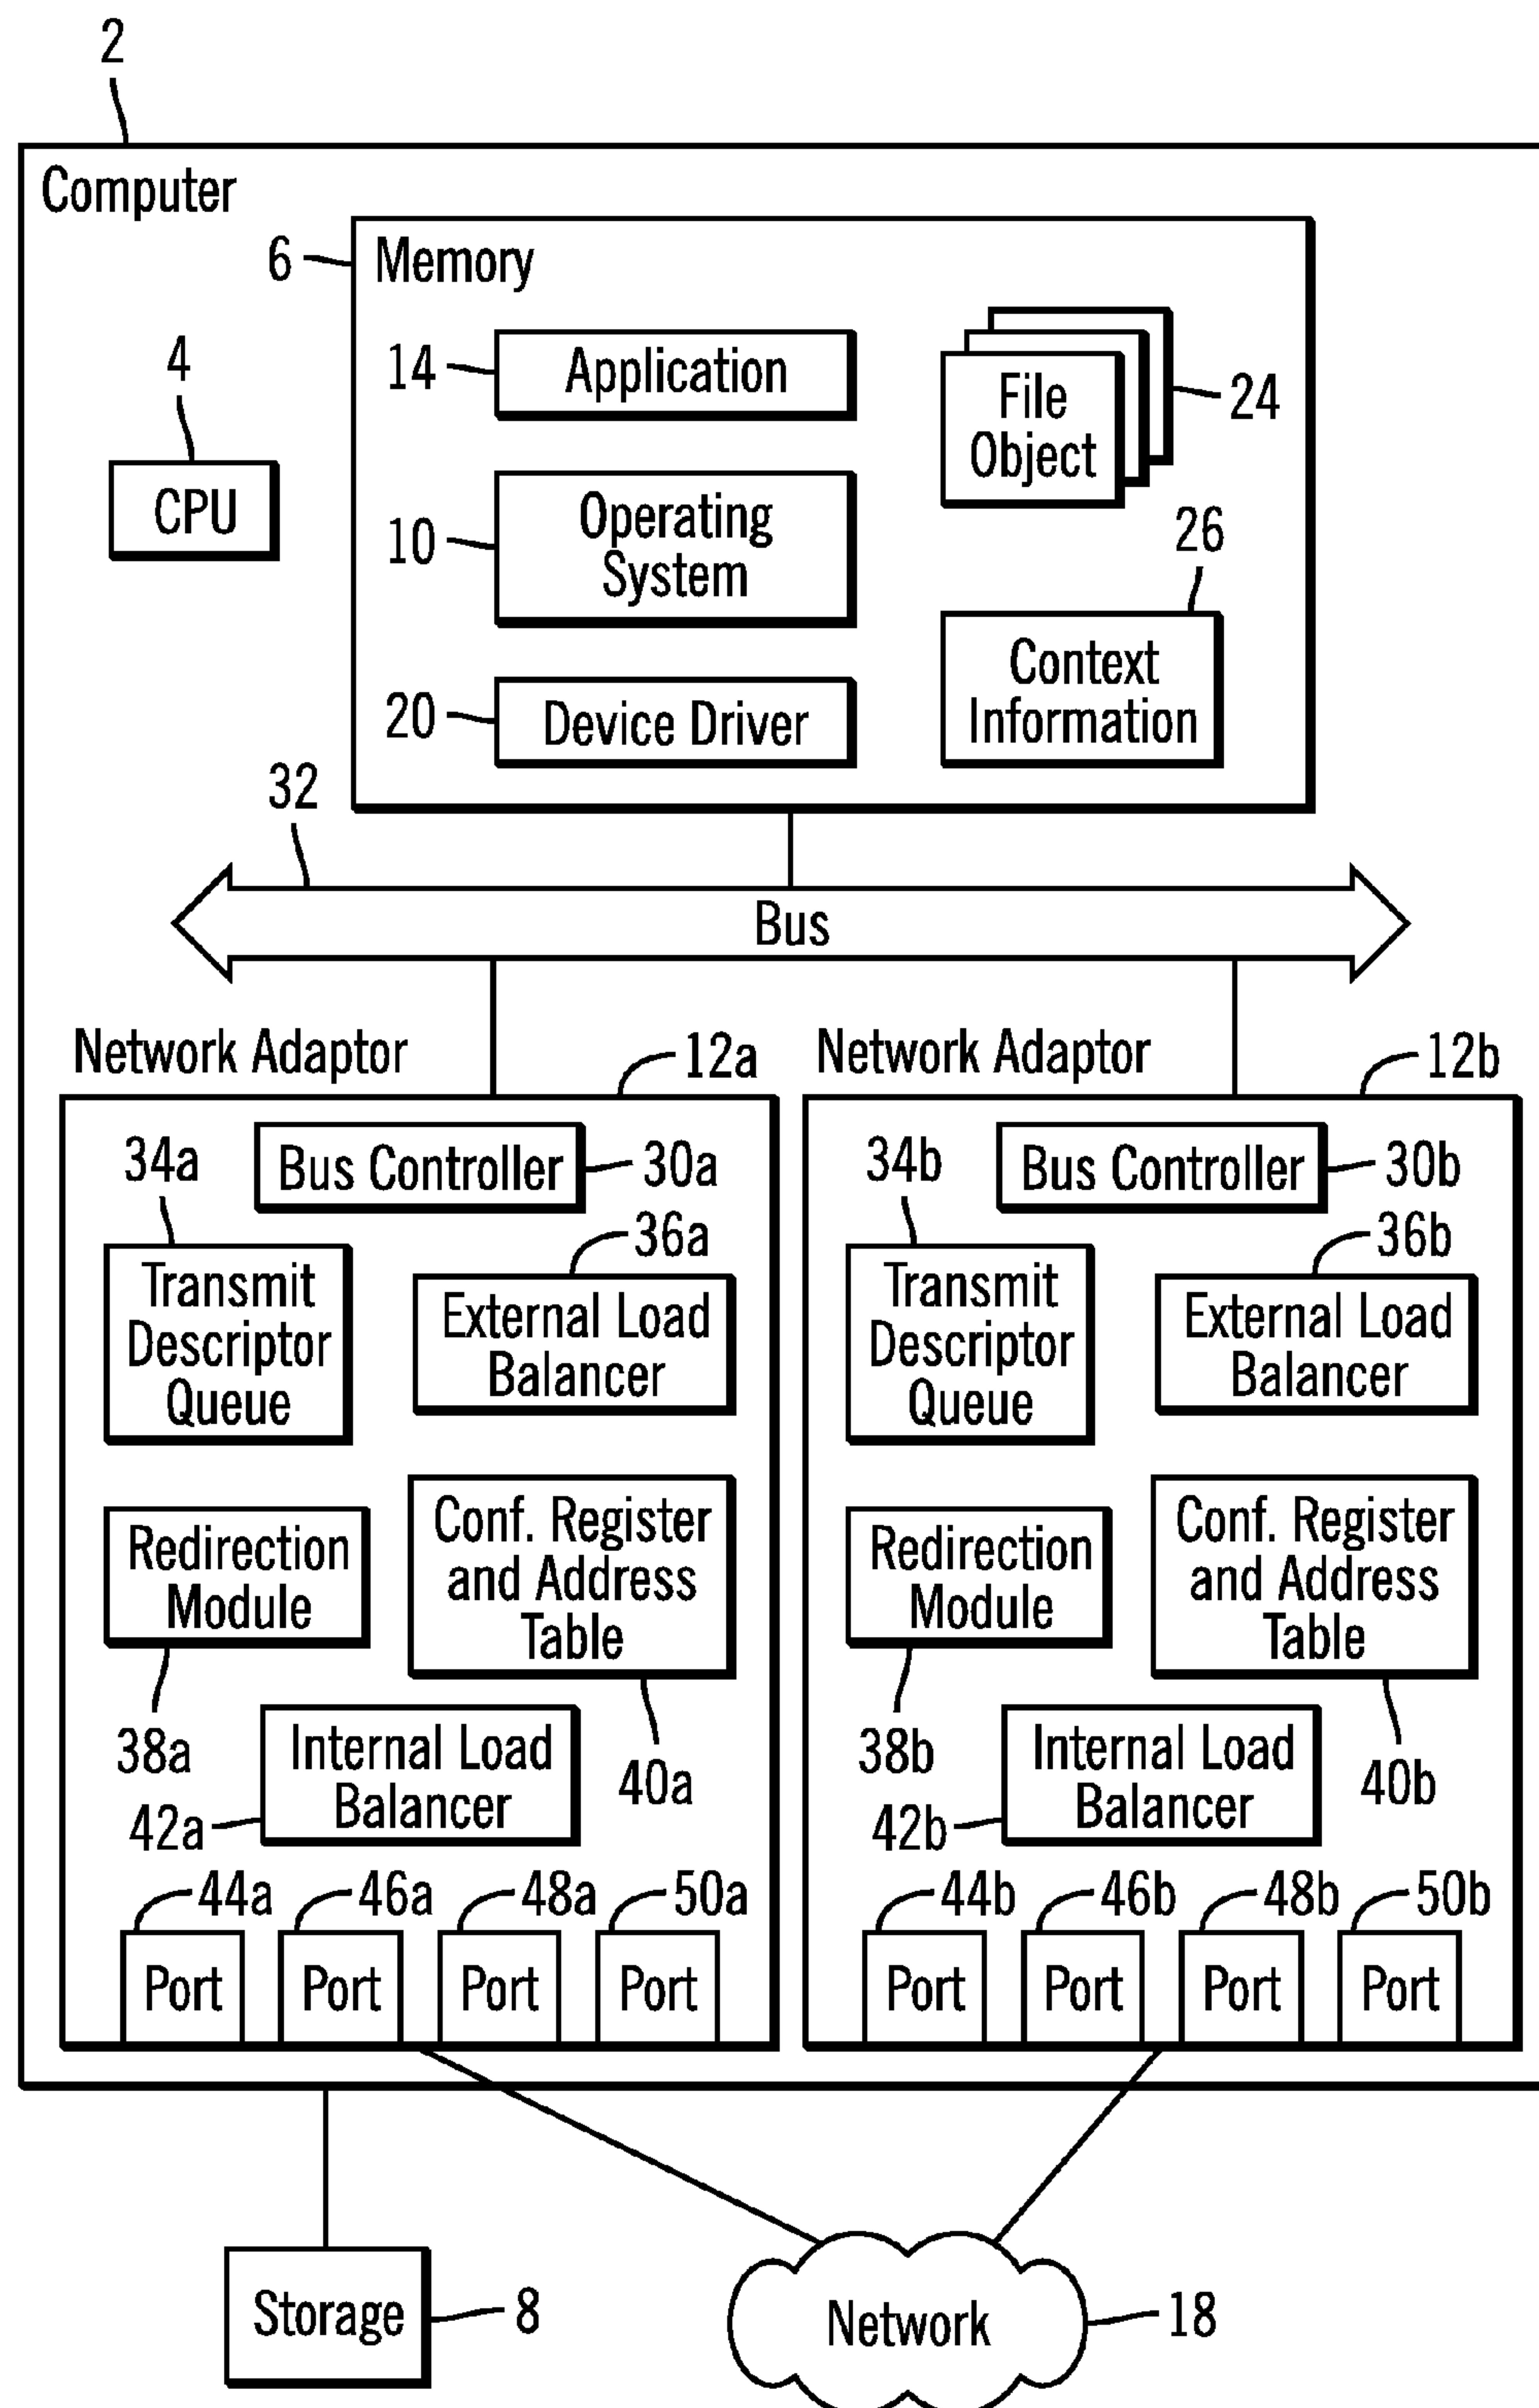 2
Computer
6
Memory
4
CPU
14
Application
File
Object
24
10
Operating
System
26
Context
Information
20
Device Driver
32
Bus
Network Adaptor
12a
Network Adaptor
12b
Bus Controller
30a
34a
Transmit
Descriptor
Queue
36a
External Load
Balancer
Redirection
Module
38a
Conf. Register
and Address
Table
40a
Internal Load
Balancer
42a
44a
46a
48a
50a
Port
Port
Port
Port
Bus Controller
30b
34b
Transmit
Descriptor
Queue
36b
External Load
Balancer
Redirection
Module
38b
Conf. Register
and Address
Table
40b
Internal Load
Balancer
42b
44b
46b
48b
50b
Port
Port
Port
Port
Storage
8
Network
18